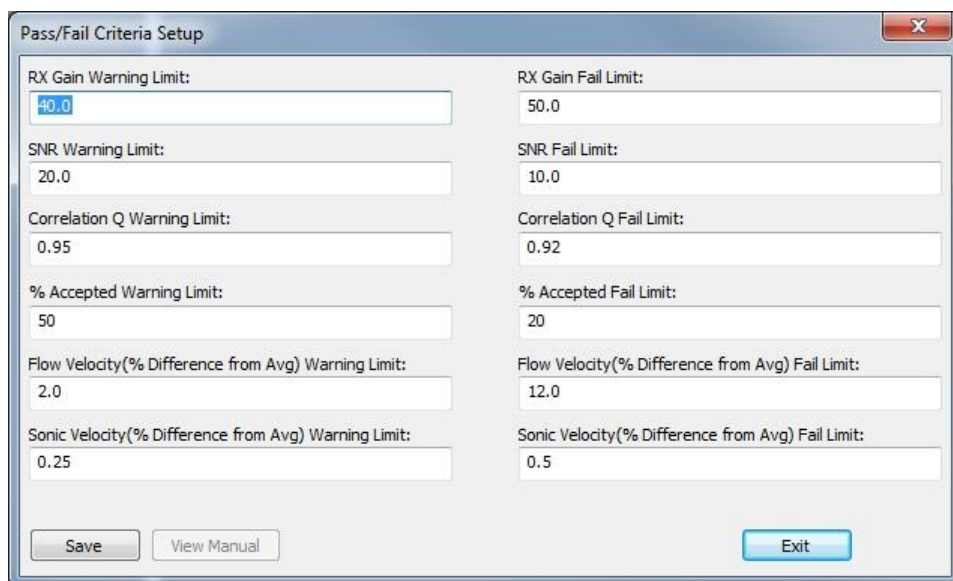 Pass/Fail Criteria Setup
RX Gain Warning Limit:
RX Gain Fail Limit:
40.0
50.0
SNR Warning Limit:
SNR Fail Limit:
20.0
10.0
Correlation Q Warning Limit:
Correlation Q Fail Limit:
0.95
0.92
% Accepted Warning Limit:
% Accepted Fail Limit:
50
20
Flow Velocity(% Difference from Avg) Warning Limit:
Flow Velocity(% Difference from Avg) Fail Limit:
2.0
12.0
Sonic Velocity(% Difference from Avg) Warning Limit:
Sonic Velocity(% Difference from Avg) Fail Limit:
0.25
0.5
Save
View Manual
Exit